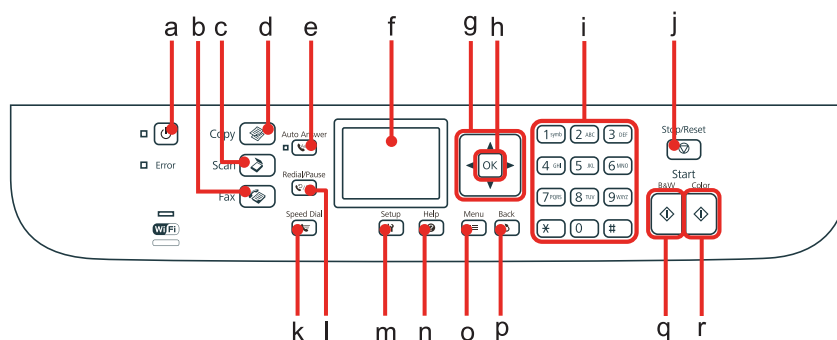 a b c d e f g h i j
Copy
Auto Answer
Error
Scan
Redial/Pause
Fax
Speed Dial
WiFi
Setup
Help
Menu
Back
OK
1 symb 2 ABC 3 DEF
4 GHI 5 JKL 6 MNO
7 PQRS 8 TUV 9 WXYZ
* 0 #
Stop/Reset
Start
B&W Color
k l m n o p q r